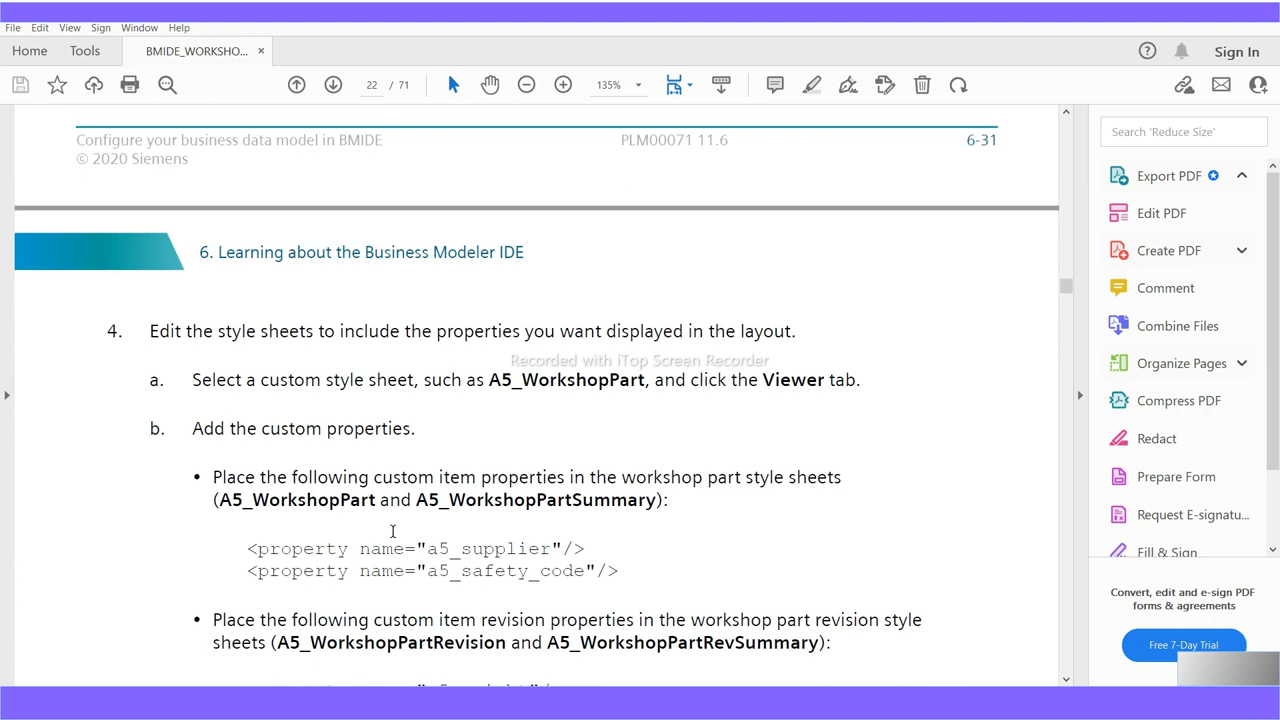 File Edit View Sign Window Help
Home Tools BMIDE_WORKSHO... × Sign In
22 / 71 135%
Configure your business data model in BMIDE PLM00071 11.6 6-31
© 2020 Siemens
6. Learning about the Business Modeler IDE
4. Edit the style sheets to include the properties you want displayed in the layout.
Recorded with iTop Screen Recorder
a. Select a custom style sheet, such as A5_WorkshopPart, and click the Viewer tab.
b. Add the custom properties.
• Place the following custom item properties in the workshop part style sheets
(A5_WorkshopPart and A5_WorkshopPartSummary):
<property name="a5_supplier"/>
<property name="a5_safety_code"/>
• Place the following custom item revision properties in the workshop part revision style
sheets (A5_WorkshopPartRevision and A5_WorkshopPartRevSummary):
Search 'Reduce Size'
Export PDF
Edit PDF
Create PDF
Comment
Combine Files
Organize Pages
Compress PDF
Redact
Prepare Form
Request E-signatu...
Fill & Sign
Convert, edit and e-sign PDF
forms & agreements
Free 7-Day Trial